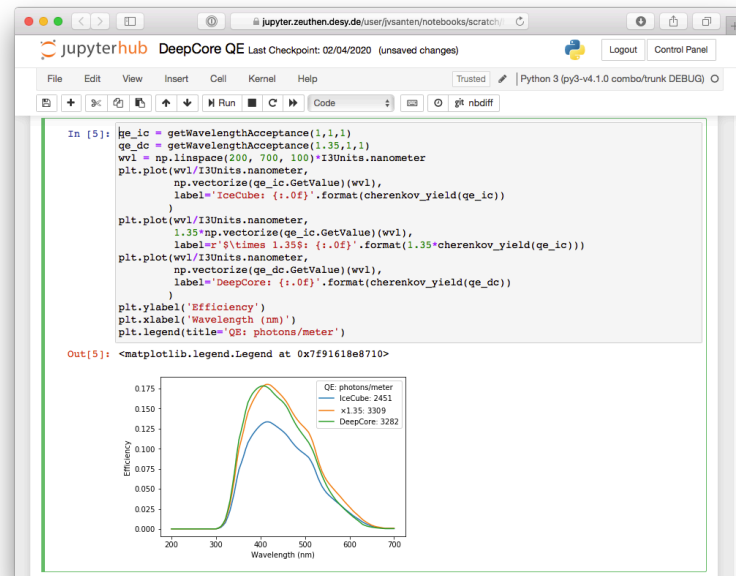 jupyter.zeuthen.desy.de/user/jvsanten/notebooks/scratch/
jupyterhub DeepCore QE Last Checkpoint: 02/04/2020 (unsaved changes) Logout Control Panel
File Edit View Insert Cell Kernel Help Trusted Python 3 (py3-v4.1.0 combo/trunk DEBUG)
Run Code git nbdiff
In [5]: qe_ic = getWavelengthAcceptance(1,1,1)
qe_dc = getWavelengthAcceptance(1.35,1,1)
wvl = np.linspace(200, 700, 100)*I3Units.nanometer
plt.plot(wvl/I3Units.nanometer,
np.vectorize(qe_ic.GetValue)(wvl),
label='IceCube: {:.0f}'.format(cherenkov_yield(qe_ic))
)
plt.plot(wvl/I3Units.nanometer,
1.35*np.vectorize(qe_ic.GetValue)(wvl),
label=r'$\times 1.35$: {:.0f}'.format(1.35*cherenkov_yield(qe_ic)))
plt.plot(wvl/I3Units.nanometer,
np.vectorize(qe_dc.GetValue)(wvl),
label='DeepCore: {:.0f}'.format(cherenkov_yield(qe_dc))
)
plt.ylabel('Efficiency')
plt.xlabel('Wavelength (nm)')
plt.legend(title='QE: photons/meter')
Out[5]: <matplotlib.legend.Legend at 0x7f91618e8710>
QE: photons/meter
IceCube: 2451
×1.35: 3309
DeepCore: 3282
0.175
0.150
0.125
0.100
0.075
0.050
0.025
0.000
Efficiency
200 300 400 500 600 700
Wavelength (nm)